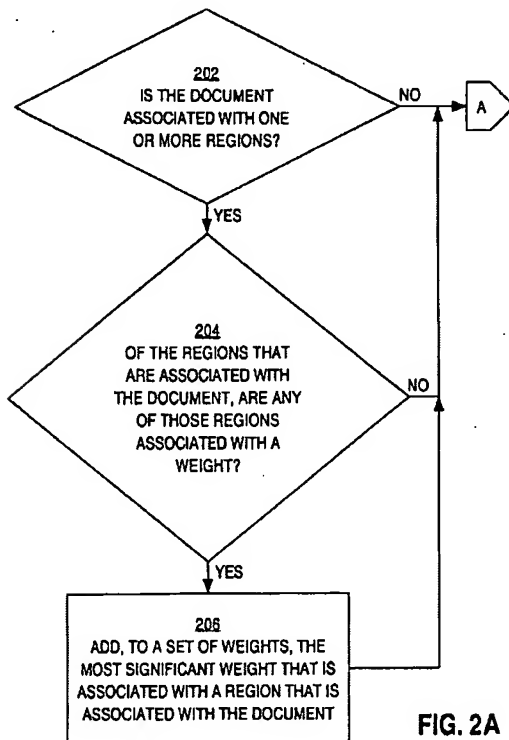 202
IS THE DOCUMENT
ASSOCIATED WITH ONE
OR MORE REGIONS?
NO
A
YES
204
OF THE REGIONS THAT
ARE ASSOCIATED WITH
THE DOCUMENT, ARE ANY
OF THOSE REGIONS
ASSOCIATED WITH A
WEIGHT?
NO
YES
206
ADD, TO A SET OF WEIGHTS, THE
MOST SIGNIFICANT WEIGHT THAT IS
ASSOCIATED WITH A REGION THAT IS
ASSOCIATED WITH THE DOCUMENT
FIG. 2A